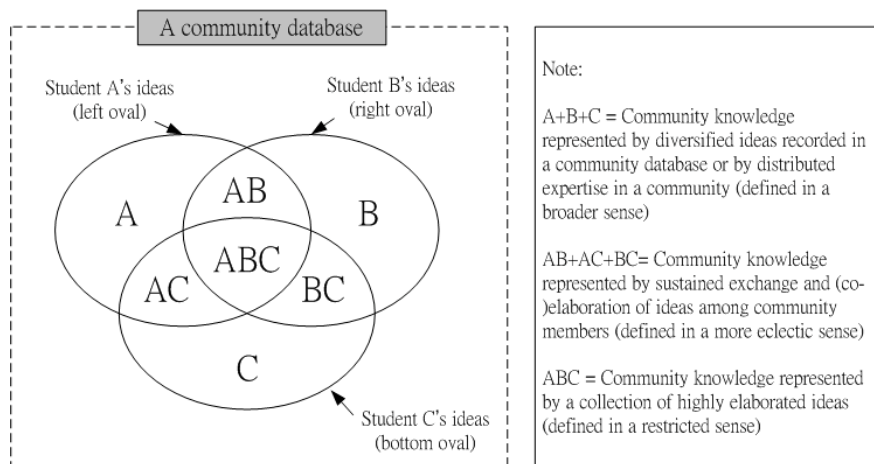 A community database
Student A's ideas
(left oval)
Student B's ideas
(right oval)
A
AB
B
ABC
AC
BC
C
Student C's ideas
(bottom oval)
Note:
A+B+C = Community knowledge
represented by diversified ideas recorded in
a community database or by distributed
expertise in a community (defined in a
broader sense)
AB+AC+BC= Community knowledge
represented by sustained exchange and (co-
)elaboration of ideas among community
members (defined in a more eclectic sense)
ABC = Community knowledge represented
by a collection of highly elaborated ideas
(defined in a restricted sense)